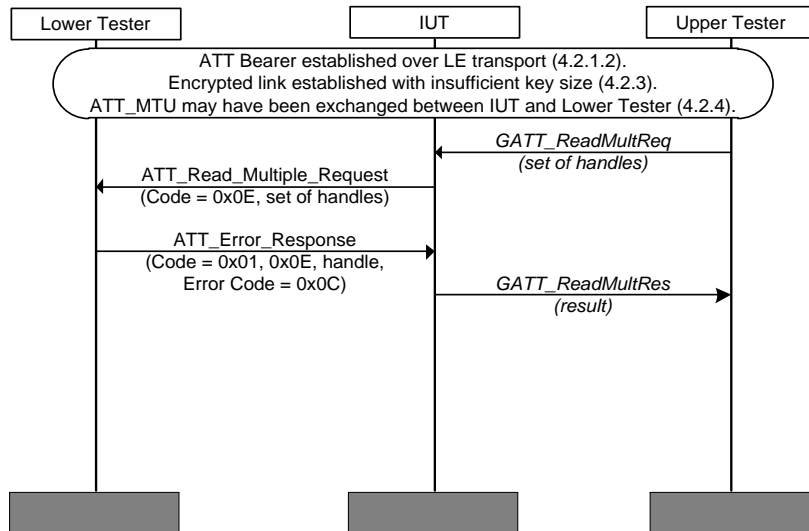 Lower Tester
IUT
Upper Tester
ATT Bearer established over LE transport (4.2.1.2).
Encrypted link established with insufficient key size (4.2.3).
ATT_MTU may have been exchanged between IUT and Lower Tester (4.2.4).
GATT_ReadMultReq
(set of handles)
ATT_Read_Multiple_Request
(Code = 0x0E, set of handles)
ATT_Error_Response
(Code = 0x01, 0x0E, handle,
Error Code = 0x0C)
GATT_ReadMultRes
(result)